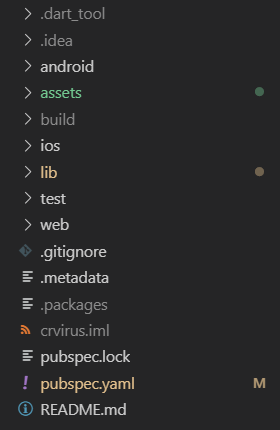 .dart_tool
.idea
android
assets
build
ios
lib
test
web
.gitignore
.metadata
.packages
crvirus.iml
pubspec.lock
pubspec.yaml M
README.md